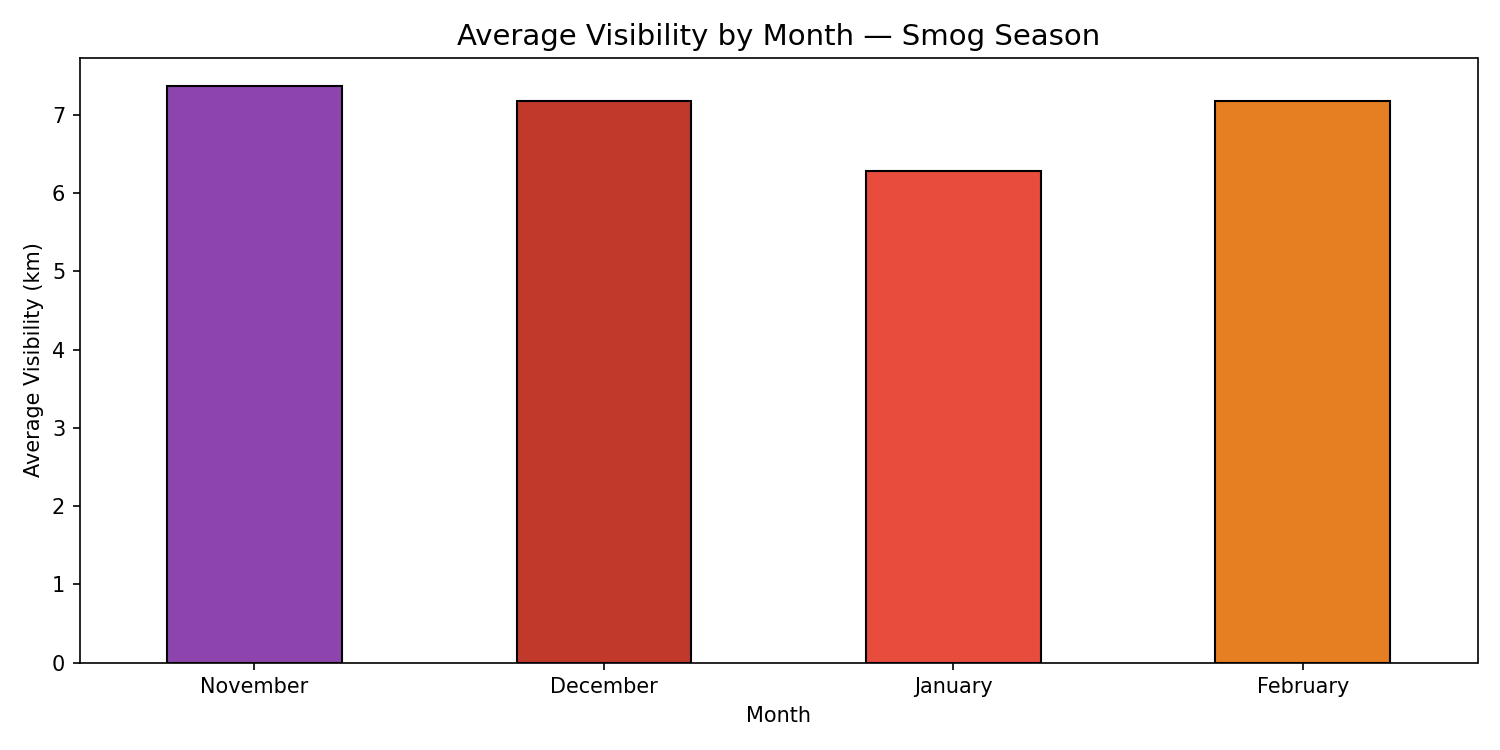 Average Visibility by Month — Smog Season
Average Visibility (km)
7
6
5
4
3
2
1
0
November December January February
Month